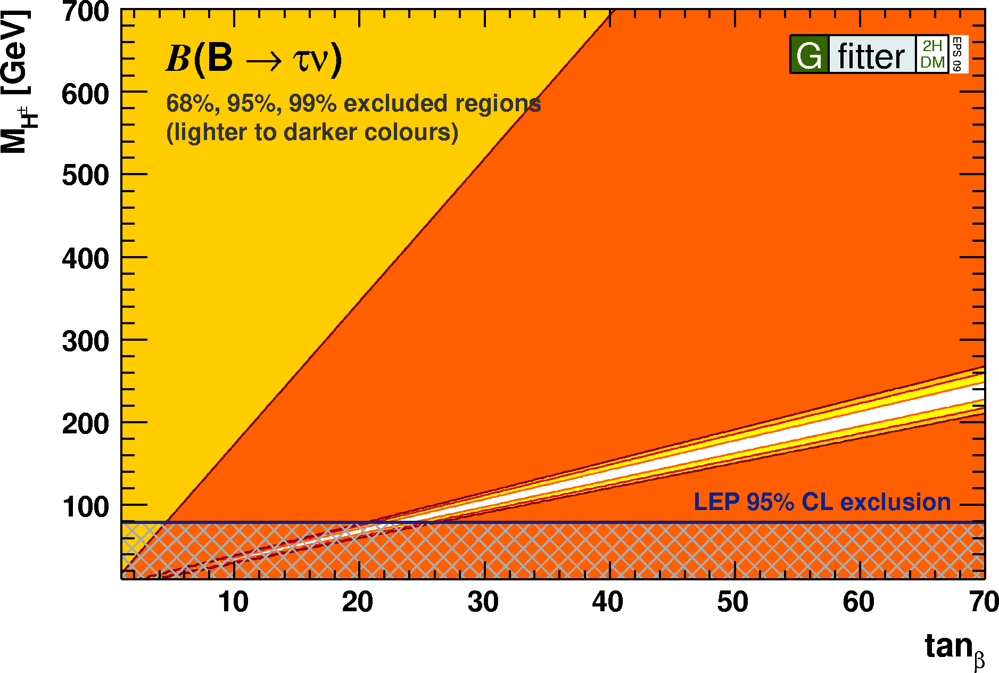 M_H± [GeV]
700
600
500
400
300
200
100
B(B → τν)
68%, 95%, 99% excluded regions
(lighter to darker colours)
G fitter 2H DM EPS 09
LEP 95% CL exclusion
10 20 30 40 50 60 70
tan β